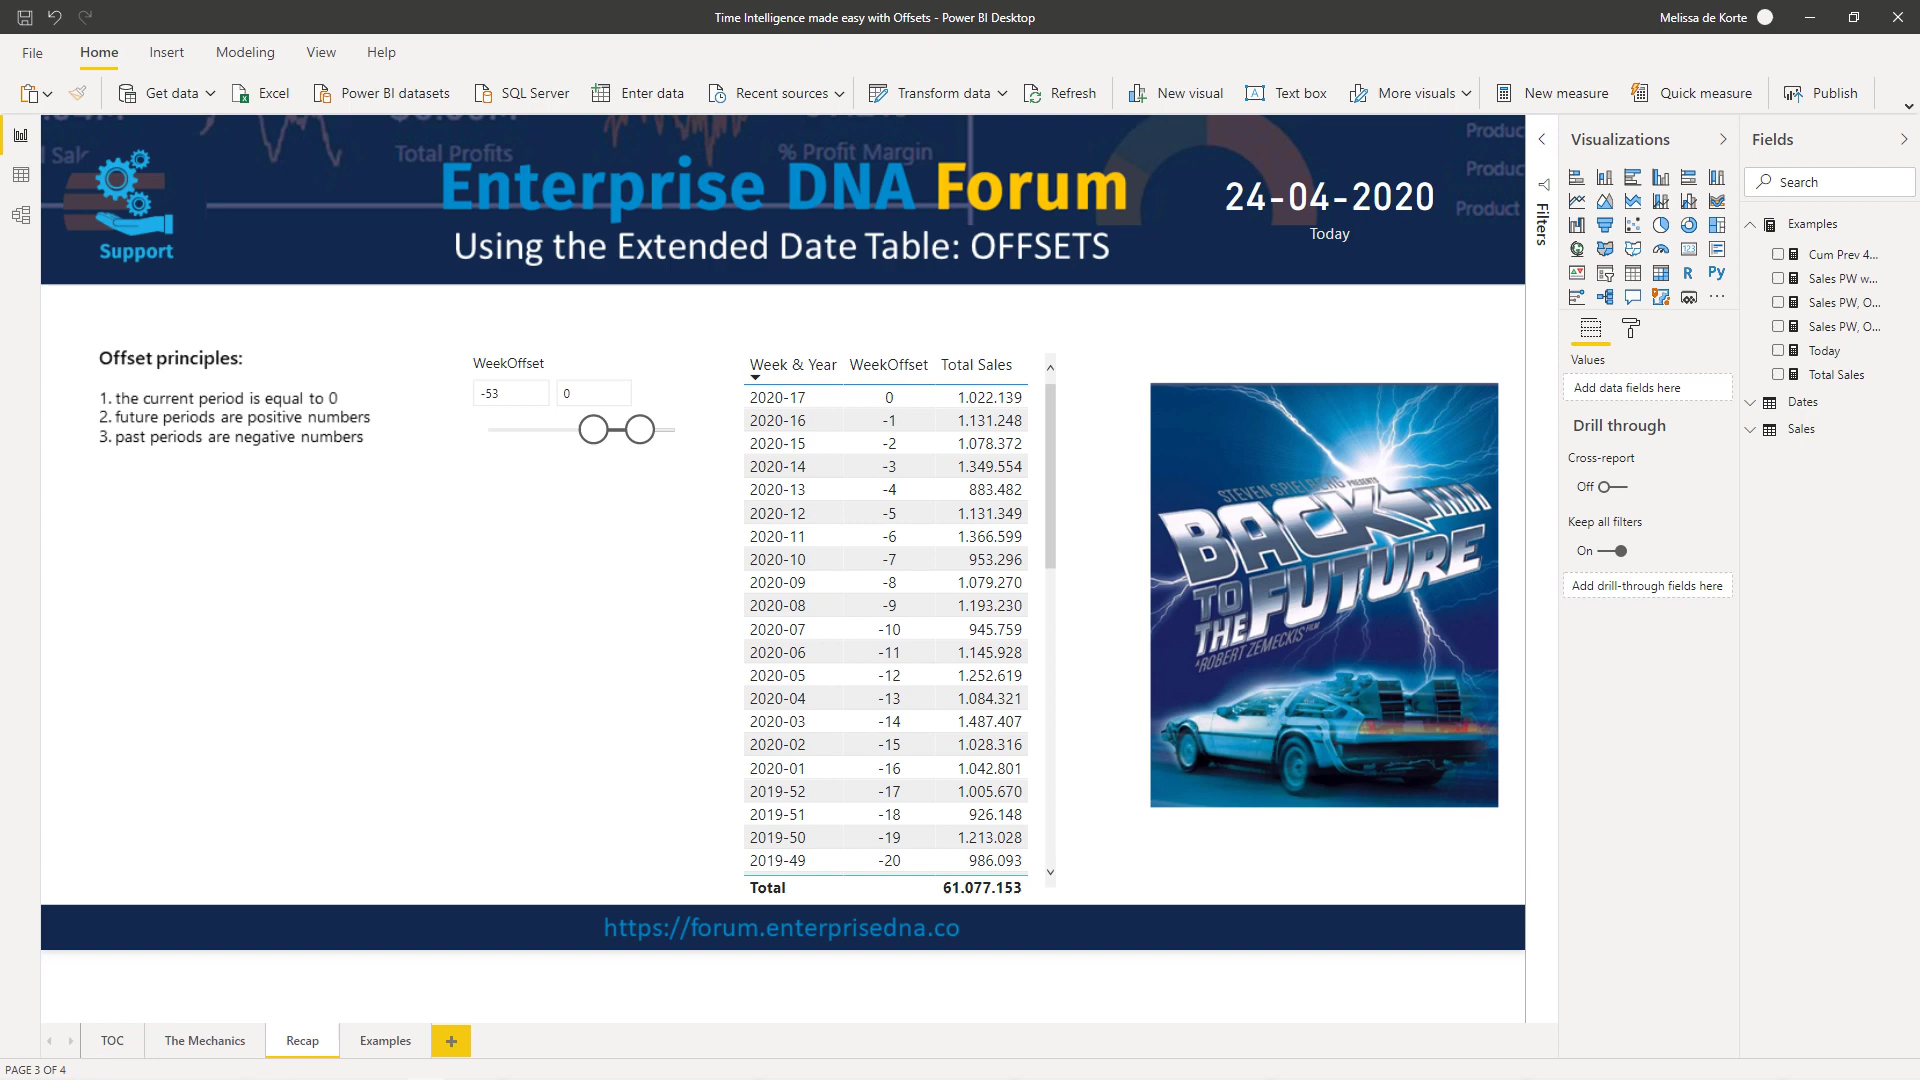 Time Intelligence made easy with Offsets - Power BI Desktop
Melissa de Korte
File Home Insert Modeling View Help
Get data Excel Power BI datasets SQL Server Enter data Recent sources Transform data Refresh New visual Text box More visuals New measure Quick measure Publish
Total Profits
% Profit Margin
Support
Enterprise DNA Forum
Using the Extended Date Table: OFFSETS
24-04-2020
Today
Product
Offset principles:
1. the current period is equal to 0
2. future periods are positive numbers
3. past periods are negative numbers
WeekOffset
-53 0
Week & Year WeekOffset Total Sales
2020-17 0 1.022.139
2020-16 -1 1.131.248
2020-15 -2 1.078.372
2020-14 -3 1.349.554
2020-13 -4 883.482
2020-12 -5 1.131.349
2020-11 -6 1.366.599
2020-10 -7 953.296
2020-09 -8 1.079.270
2020-08 -9 1.193.230
2020-07 -10 945.759
2020-06 -11 1.145.928
2020-05 -12 1.252.619
2020-04 -13 1.084.321
2020-03 -14 1.487.407
2020-02 -15 1.028.316
2020-01 -16 1.042.801
2019-52 -17 1.005.670
2019-51 -18 926.148
2019-50 -19 1.213.028
2019-49 -20 986.093
Total 61.077.153
STEVEN SPIELBERG PRESENTS
BACK
TO
THE FUTURE
A ROBERT ZEMECKIS FILM
https://forum.enterprisedna.co
Filters
Visualizations
R Py
123
Values
Add data fields here
Drill through
Cross-report
Off
Keep all filters
On
Add drill-through fields here
Fields
Search
Examples
Cum Prev 4...
Sales PW w...
Sales PW, O...
Sales PW, O...
Today
Total Sales
Dates
Sales
TOC The Mechanics Recap Examples +
PAGE 3 OF 4